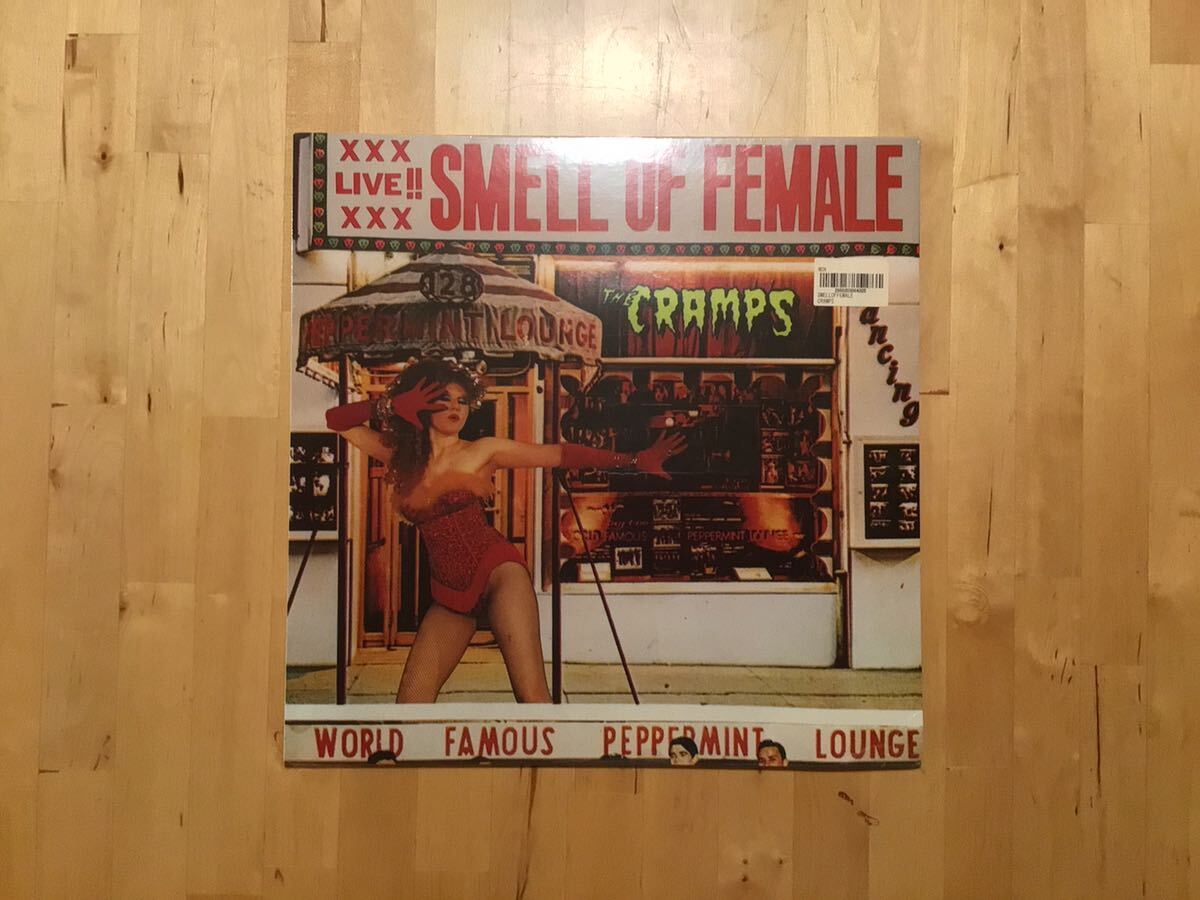 XXX
LIVE!!
XXX
SMELL OF FEMALE
128
PEPPERMINT LOUNGE
THE CRAMPS
SMELLOFFEMALE
CRAMPS
ancing
FAMOUS PEPPERMINT LOUNGE
WORLD FAMOUS PEPPERMINT LOUNGE